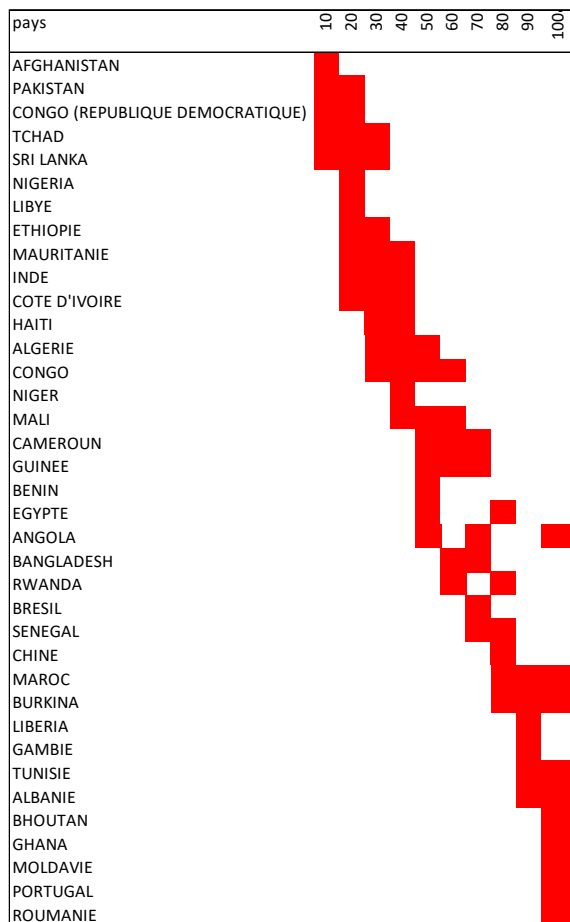 pays 10 20 30 40 50 60 70 80 90 100
AFGHANISTAN
PAKISTAN
CONGO (REPUBLIQUE DEMOCRATIQUE)
TCHAD
SRI LANKA
NIGERIA
LIBYE
ETHIOPIE
MAURITANIE
INDE
COTE D'IVOIRE
HAITI
ALGERIE
CONGO
NIGER
MALI
CAMEROUN
GUINEE
BENIN
EGYPTE
ANGOLA
BANGLADESH
RWANDA
BRESIL
SENEGAL
CHINE
MAROC
BURKINA
LIBERIA
GAMBIE
TUNISIE
ALBANIE
BHOUTAN
GHANA
MOLDAVIE
PORTUGAL
ROUMANIE